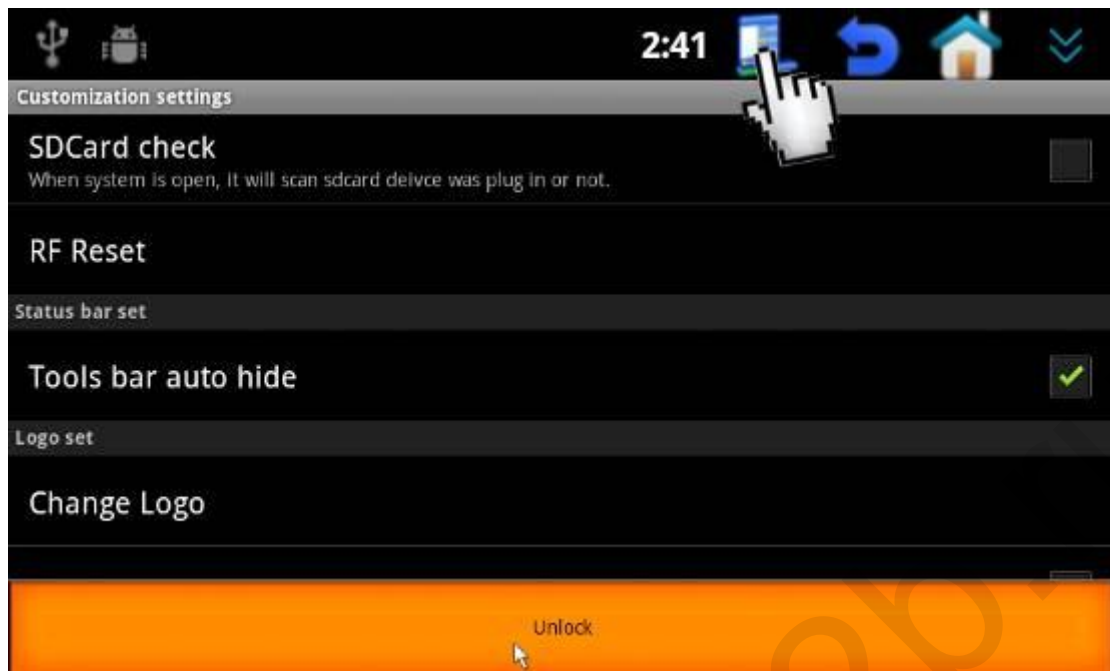 2:41
Customization settings
SDCard check
When system is open, it will scan sdcard deivce was plug in or not.
RF Reset
Status bar set
Tools bar auto hide
Logo set
Change Logo
Unlock